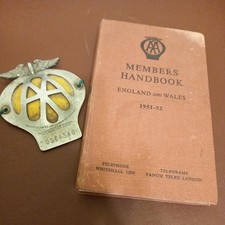 AA
MEMBERS
HANDBOOK
ENGLAND AND WALES
1951-52
TELEPHONE
WHITEHALL 1200
TELEGRAMS
FANUM TELEX LONDON
AA